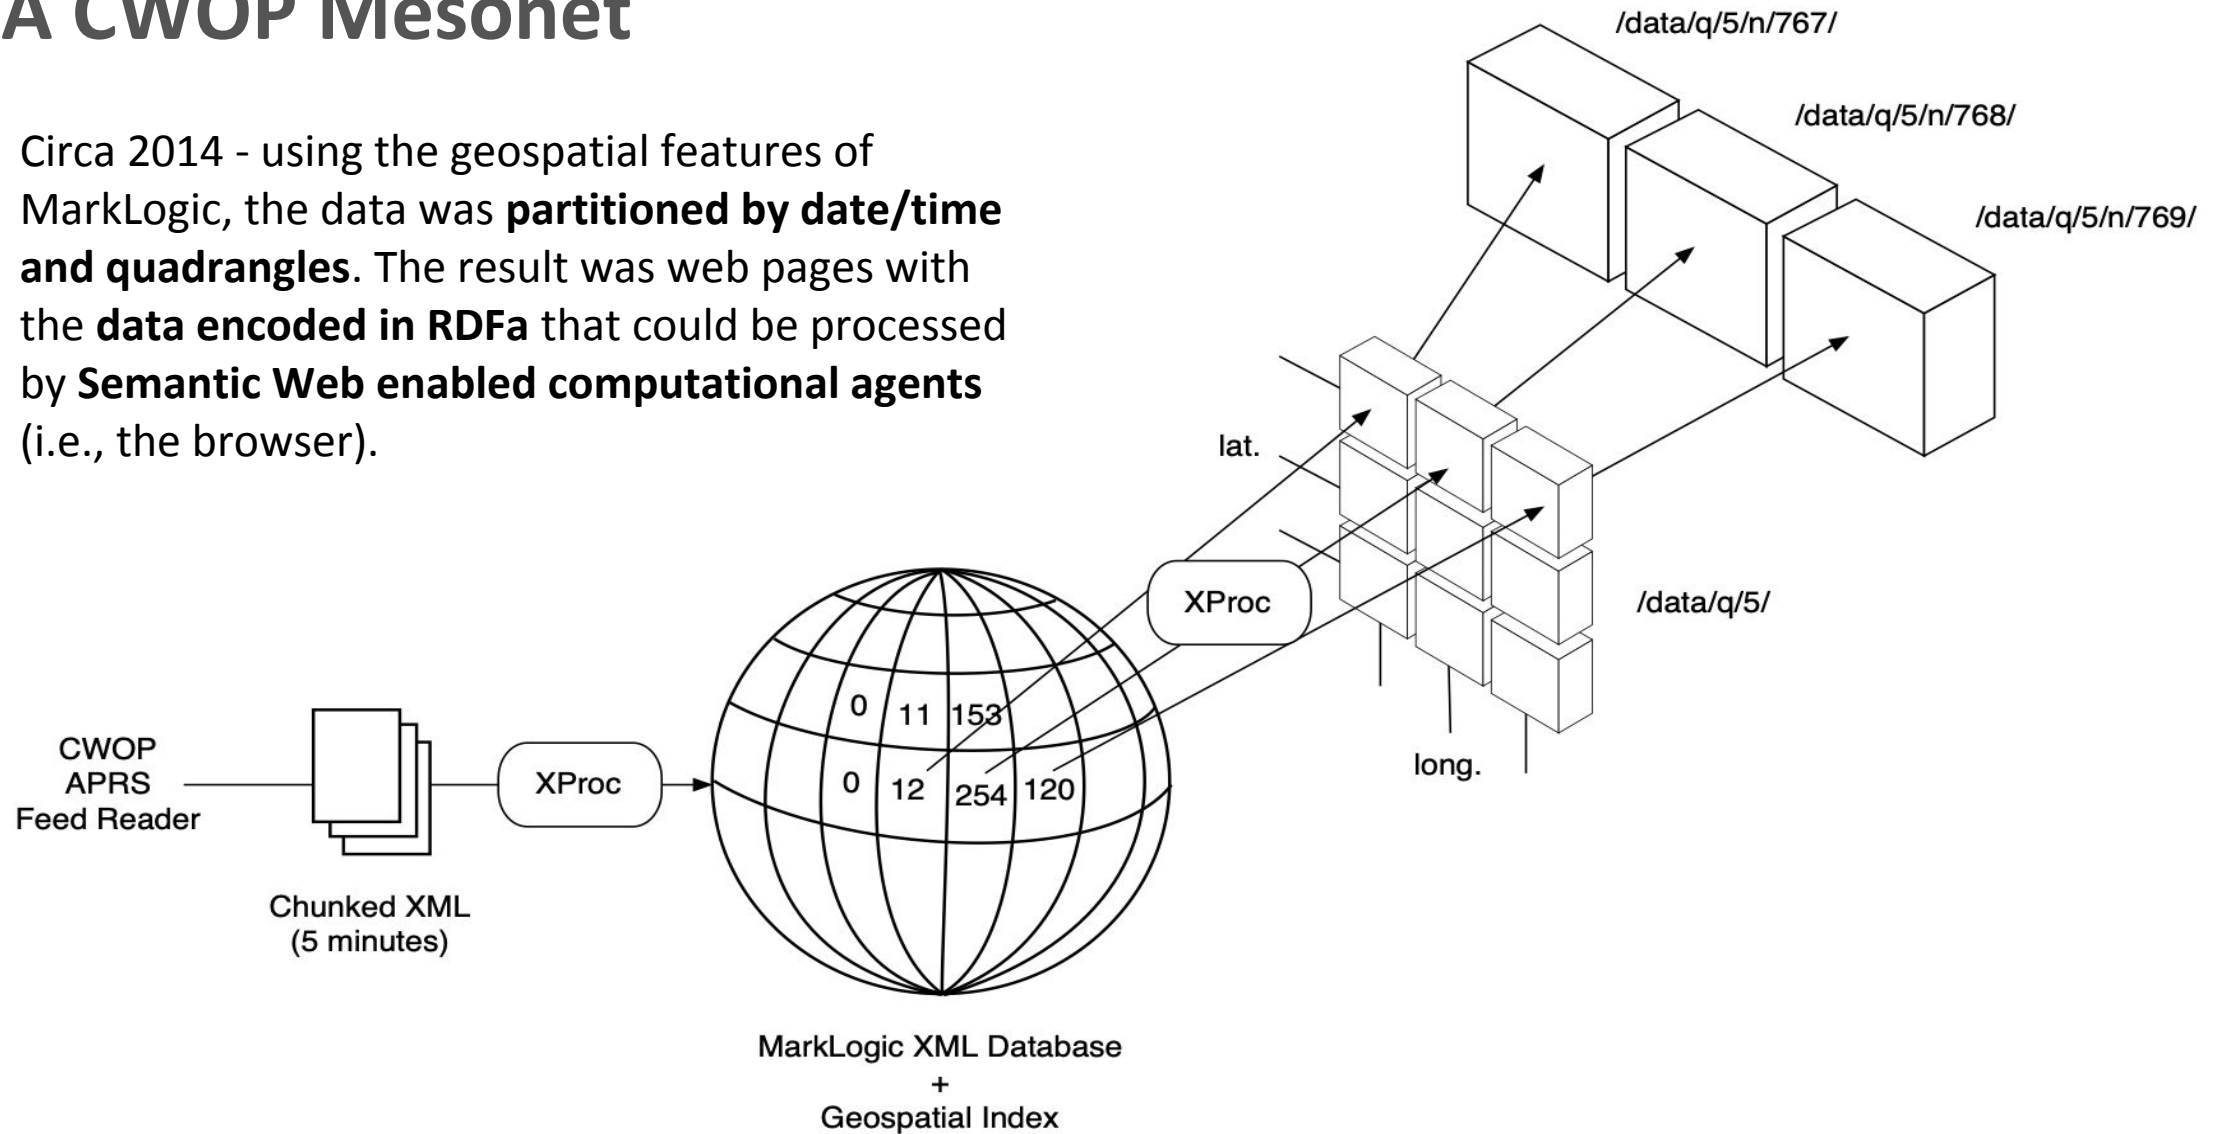 A CWOP Mesonet
Circa 2014 - using the geospatial features of
MarkLogic, the data was partitioned by date/time
and quadrangles. The result was web pages with
the data encoded in RDFa that could be processed
by Semantic Web enabled computational agents
(i.e., the browser).
/data/q/5/n/767/
/data/q/5/n/768/
/data/q/5/n/769/
lat.
XProc
/data/q/5/
long.
0 11 153
0 12 254 120
CWOP
APRS
Feed Reader
XProc
Chunked XML
(5 minutes)
MarkLogic XML Database
+
Geospatial Index